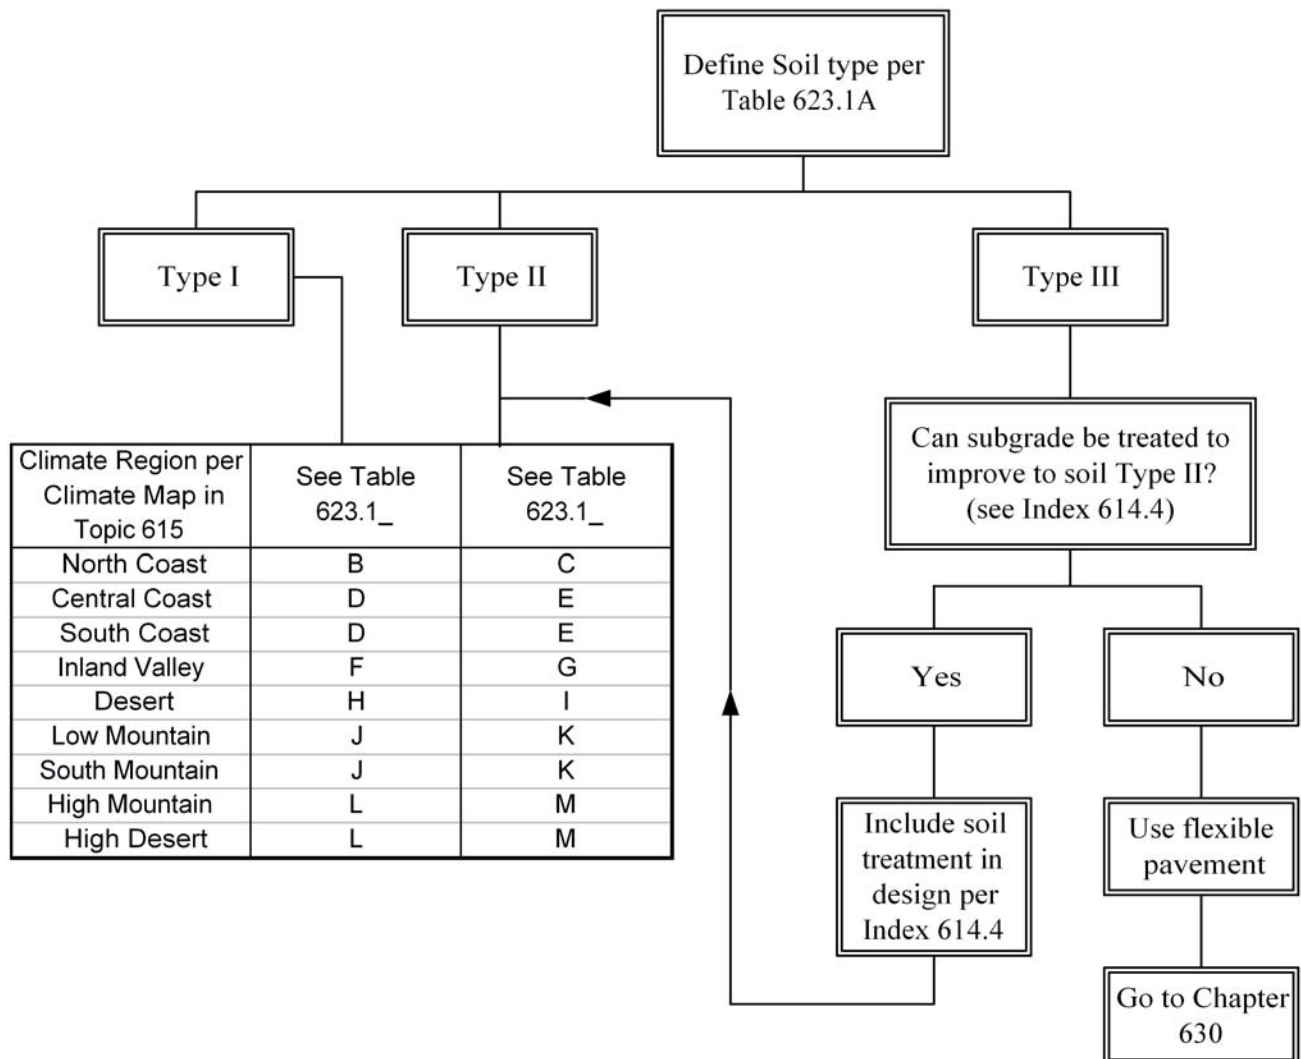 Define Soil type per
Table 623.1A
Type I
Type II
Type III
Can subgrade be treated to
improve to soil Type II?
(see Index 614.4)
Climate Region per
Climate Map in
Topic 615
See Table
623.1_
See Table
623.1_
North Coast B C
Central Coast D E
South Coast D E
Inland Valley F G
Desert H I
Low Mountain J K
South Mountain J K
High Mountain L M
High Desert L M
Yes
No
Include soil
treatment in
design per
Index 614.4
Use flexible
pavement
Go to Chapter
630